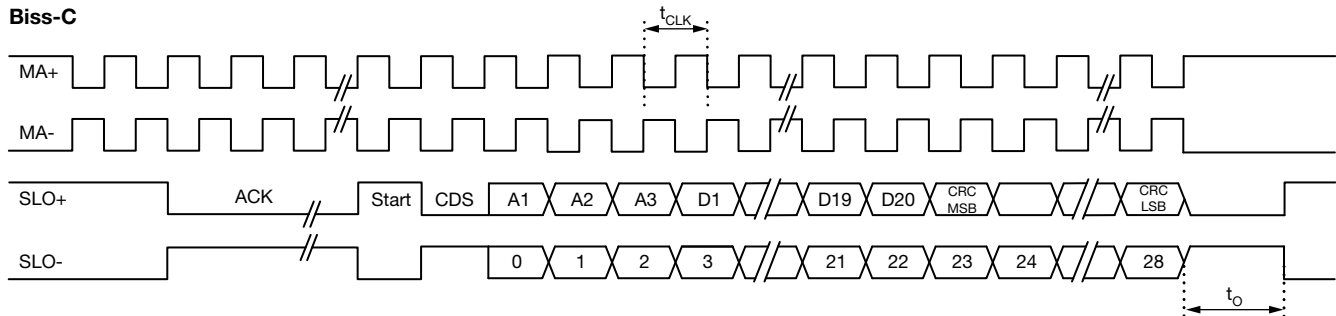 Biss-C
tCLK
MA+
MA-
SLO+ ACK Start CDS A1 A2 A3 D1 D19 D20 CRC MSB CRC LSB
SLO- 0 1 2 3 21 22 23 24 28
tO